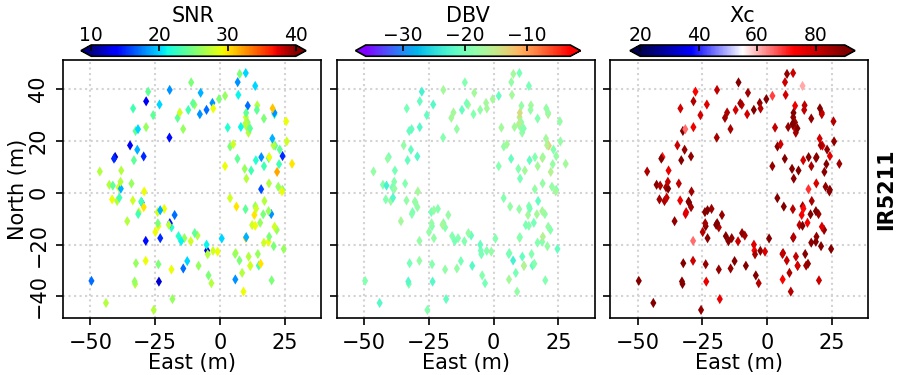 SNR DBV Xc
10 20 30 40 −30 −20 −10 20 40 60 80
North (m)
40
20
0
−20
−40
−50 −25 0 25 −50 −25 0 25 −50 −25 0 25
East (m) East (m) East (m)
IR5211